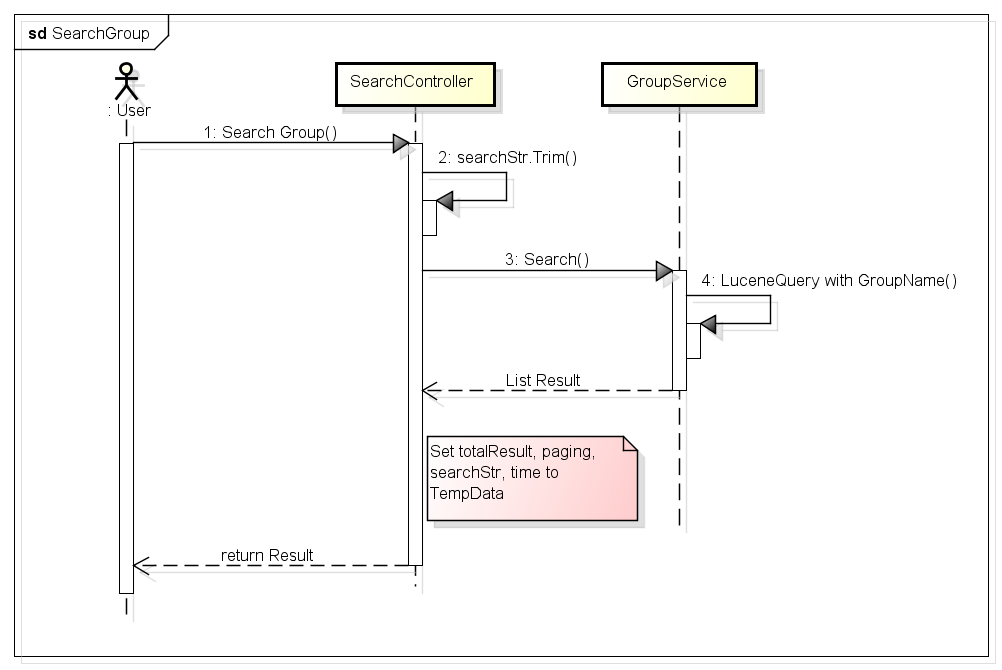 sd SearchGroup
: User
SearchController
GroupService
1: Search Group()
2: searchStr.Trim()
3: Search()
4: LuceneQuery with GroupName()
List Result
Set totalResult, paging,
searchStr, time to
TempData
return Result